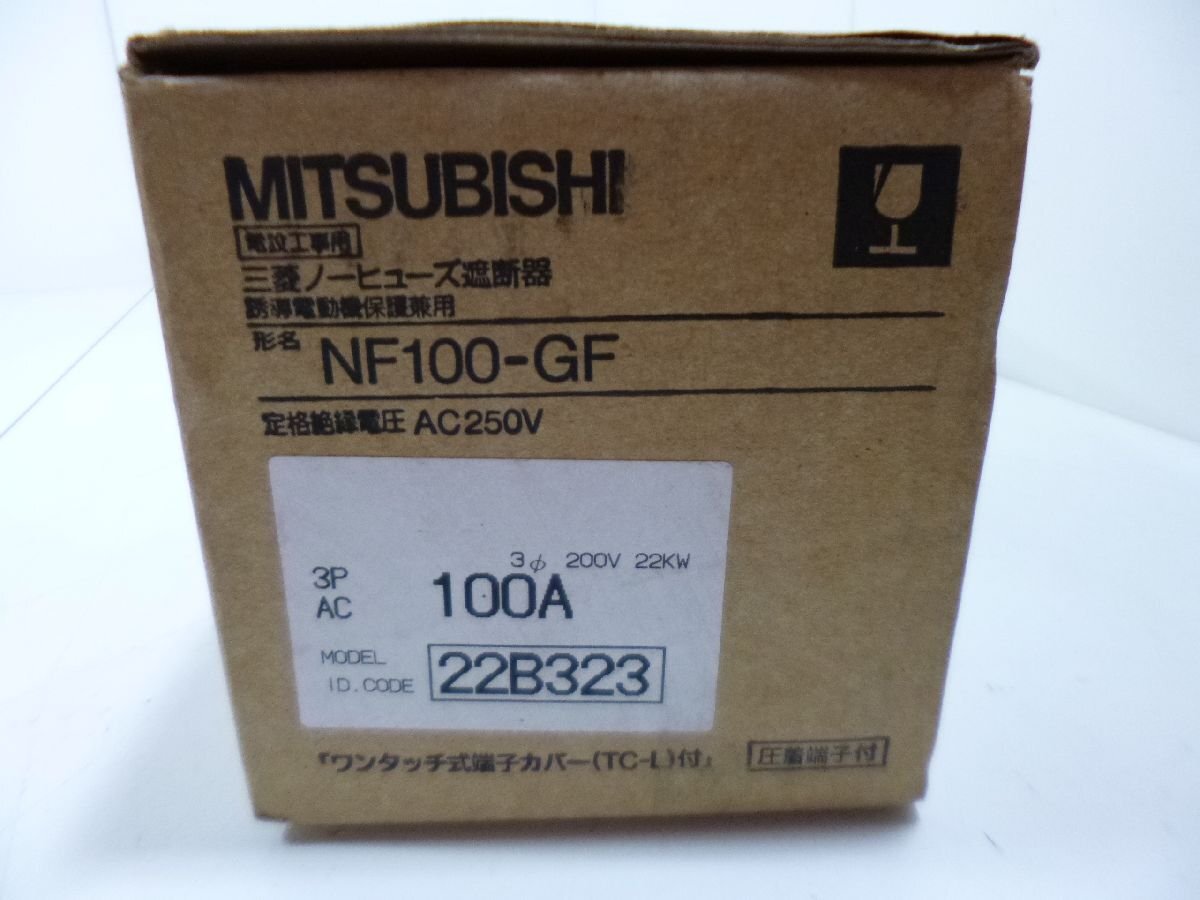 MITSUBISHI
電設工事用
三菱ノーヒューズ遮断器
誘導電動機保護兼用
形名 NF100-GF
定格絶縁電圧 AC250V
3φ 200V 22KW
3P
AC 100A
MODEL
ID.CODE 22B323
『ワンタッチ式端子カバー(TC-L)付』 圧着端子付